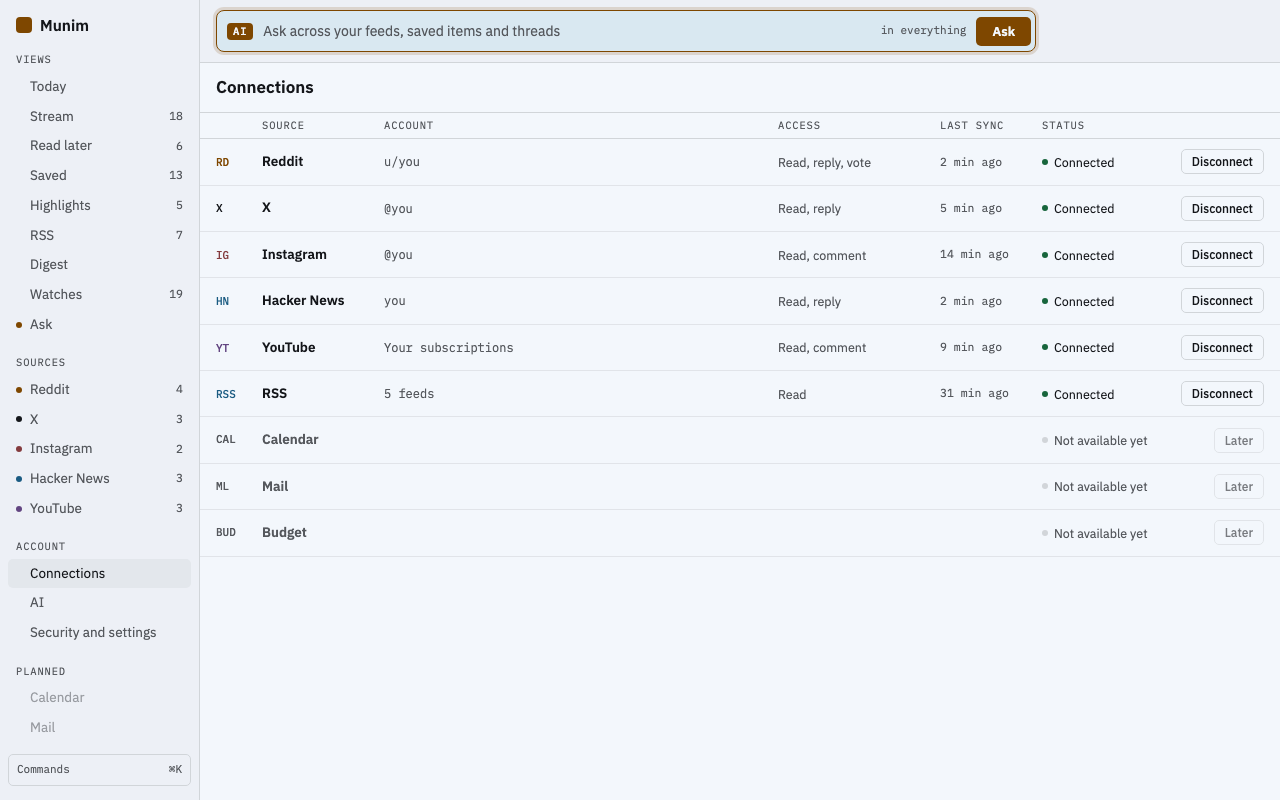 Munim
VIEWS
Today
Stream 18
Read later 6
Saved 13
Highlights 5
RSS 7
Digest
Watches 19
Ask
SOURCES
Reddit 4
X 3
Instagram 2
Hacker News 3
YouTube 3
ACCOUNT
Connections
AI
Security and settings
PLANNED
Calendar
Mail
Commands ⌘K
AI Ask across your feeds, saved items and threads in everything Ask
Connections
SOURCE ACCOUNT ACCESS LAST SYNC STATUS
RD Reddit u/you Read, reply, vote 2 min ago Connected Disconnect
X X @you Read, reply 5 min ago Connected Disconnect
IG Instagram @you Read, comment 14 min ago Connected Disconnect
HN Hacker News you Read, reply 2 min ago Connected Disconnect
YT YouTube Your subscriptions Read, comment 9 min ago Connected Disconnect
RSS RSS 5 feeds Read 31 min ago Connected Disconnect
CAL Calendar Not available yet Later
ML Mail Not available yet Later
BUD Budget Not available yet Later